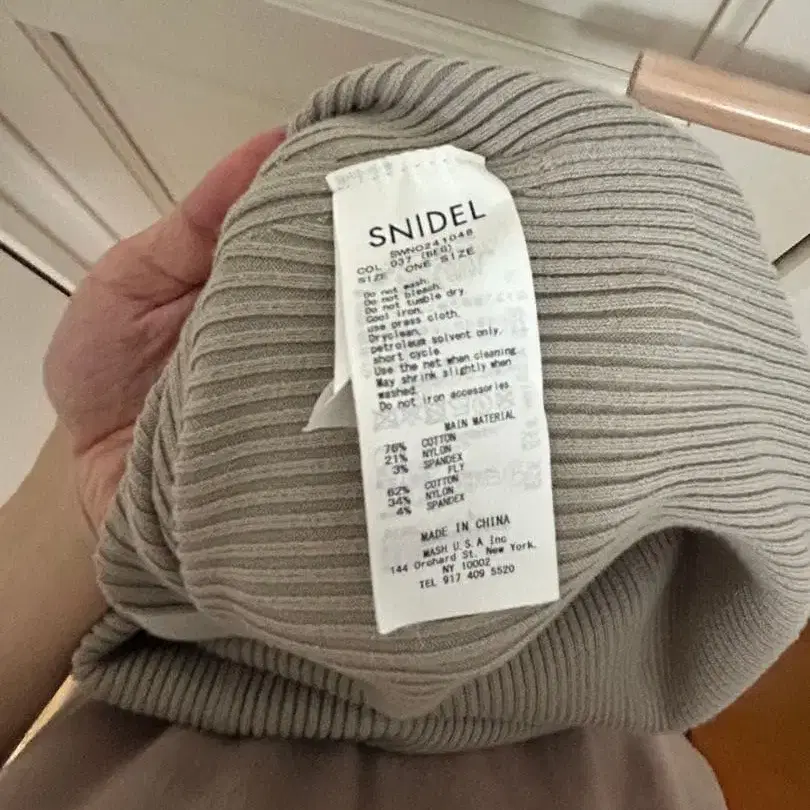 SNIDEL
SWNO241048
COL 037 (BEG)
SIZE ONE SIZE
Do not wash.
Do not bleach.
Do not tumble dry.
Cool iron.
use press cloth.
Dryclean.
petroleum solvent only.
short cycle
Use the net when cleaning
May shrink slightly when
washed.
Do not iron accessories
MAIN MATERIAL
76% COTTON
21% NYLON
3% SPANDEX
FLY
62% COTTON
34% NYLON
4% SPANDEX
MADE IN CHINA
MASH U.S.A Inc
144 Orchard St. New York.
NY 10002
TEL 917 409 5520